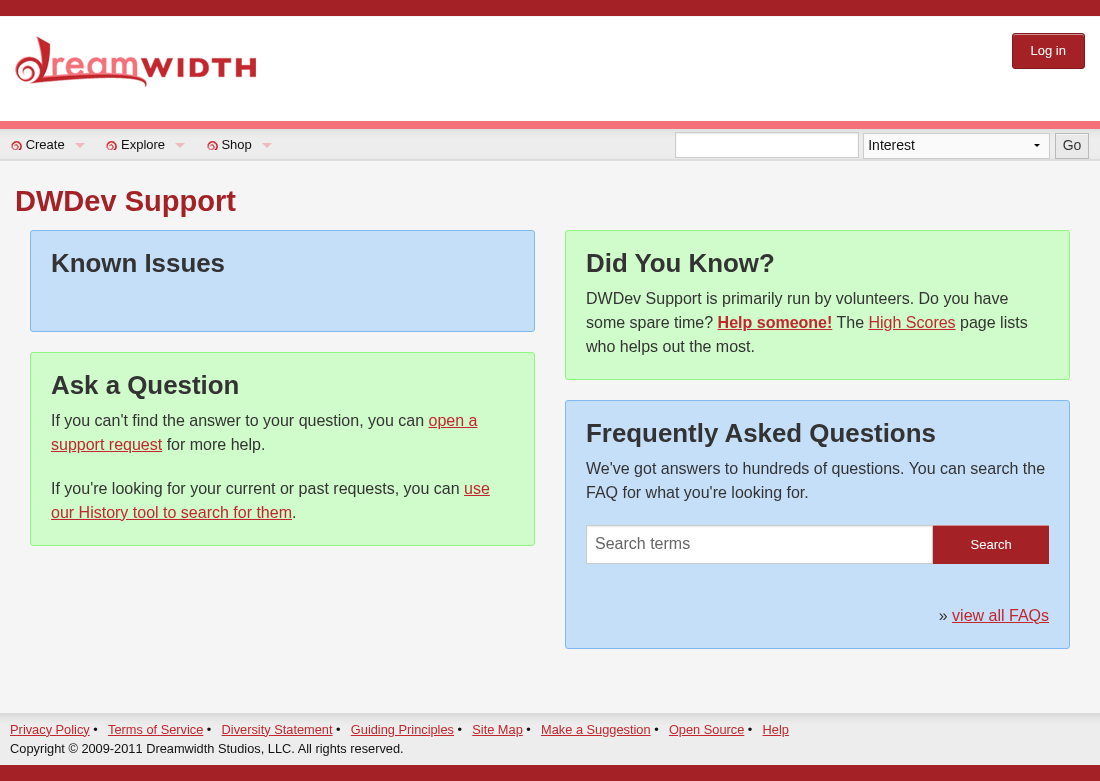 dreamWIDTH
Log in
Create
Explore
Shop
Interest
Go
DWDev Support
Known Issues
Ask a Question
If you can't find the answer to your question, you can open a
support request for more help.
If you're looking for your current or past requests, you can use
our History tool to search for them.
Did You Know?
DWDev Support is primarily run by volunteers. Do you have
some spare time? Help someone! The High Scores page lists
who helps out the most.
Frequently Asked Questions
We've got answers to hundreds of questions. You can search the
FAQ for what you're looking for.
Search terms
Search
» view all FAQs
Privacy Policy • Terms of Service • Diversity Statement • Guiding Principles • Site Map • Make a Suggestion • Open Source • Help
Copyright © 2009-2011 Dreamwidth Studios, LLC. All rights reserved.